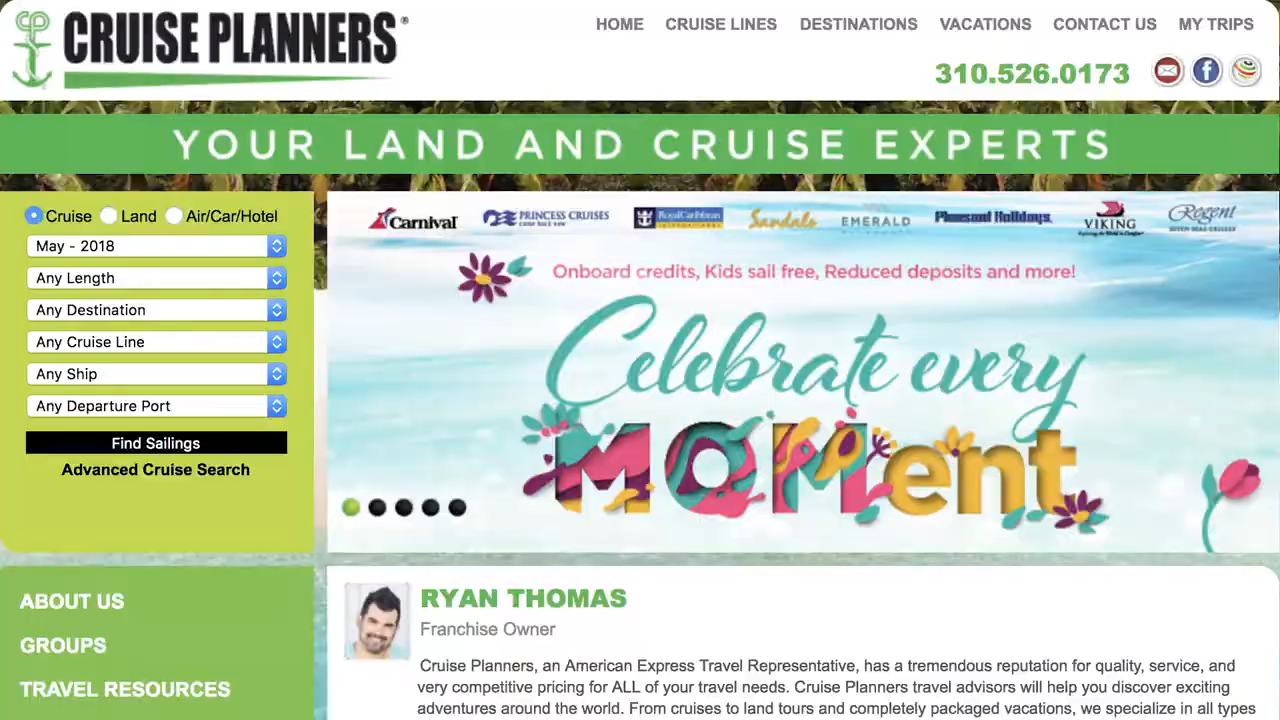 CRUISE PLANNERS®
HOME CRUISE LINES DESTINATIONS VACATIONS CONTACT US MY TRIPS
310.526.0173
YOUR LAND AND CRUISE EXPERTS
Cruise Land Air/Car/Hotel
May - 2018
Any Length
Any Destination
Any Cruise Line
Any Ship
Any Departure Port
Find Sailings
Advanced Cruise Search
Carnival PRINCESS CRUISES RoyalCaribbean INTERNATIONAL Sandals EMERALD Pleasant Holidays. VIKING Regent
SEVEN SEAS CRUISES
Onboard credits, Kids sail free, Reduced deposits and more!
Celebrate every
MOMent
ABOUT US
GROUPS
TRAVEL RESOURCES
RYAN THOMAS
Franchise Owner
Cruise Planners, an American Express Travel Representative, has a tremendous reputation for quality, service, and
very competitive pricing for ALL of your travel needs. Cruise Planners travel advisors will help you discover exciting
adventures around the world. From cruises to land tours and completely packaged vacations, we specialize in all types